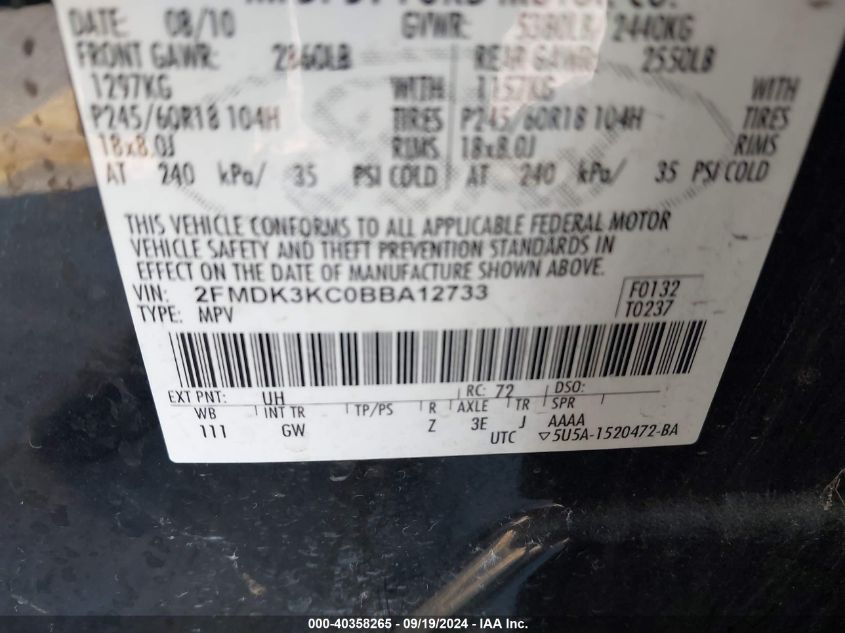 MFD. BY FORD MOTOR CO.
DATE: 08/10 GVWR: 5380LB 2440KG
FRONT GAWR: 2860LB REAR GAWR: 2550LB
1297KG WITH 1157KG WITH
P245/60R18 104H TIRES P245/60R18 104H TIRES
18x8.0J RIMS 18x8.0J RIMS
AT 240 kPa/ 35 PSI COLD AT 240 kPa/ 35 PSI COLD
THIS VEHICLE CONFORMS TO ALL APPLICABLE FEDERAL MOTOR
VEHICLE SAFETY AND THEFT PREVENTION STANDARDS IN
EFFECT ON THE DATE OF MANUFACTURE SHOWN ABOVE.
VIN: 2FMDK3KC0BBA12733 F0132
TYPE: MPV T0237
EXT PNT: UH RC: 72 DSO:
WB INT TR TP/PS R AXLE TR SPR
111 GW Z 3E J AAAA
UTC ▽5U5A-1520472-BA
000-40358265 - 09/19/2024 - IAA Inc.